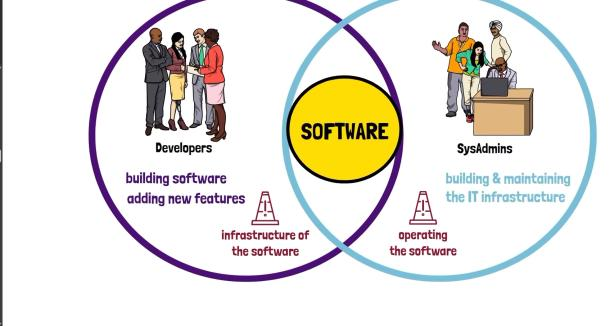 SOFTWARE
Developers
SysAdmins
building software
adding new features
building & maintaining
the IT infrastructure
infrastructure of
the software
operating
the software